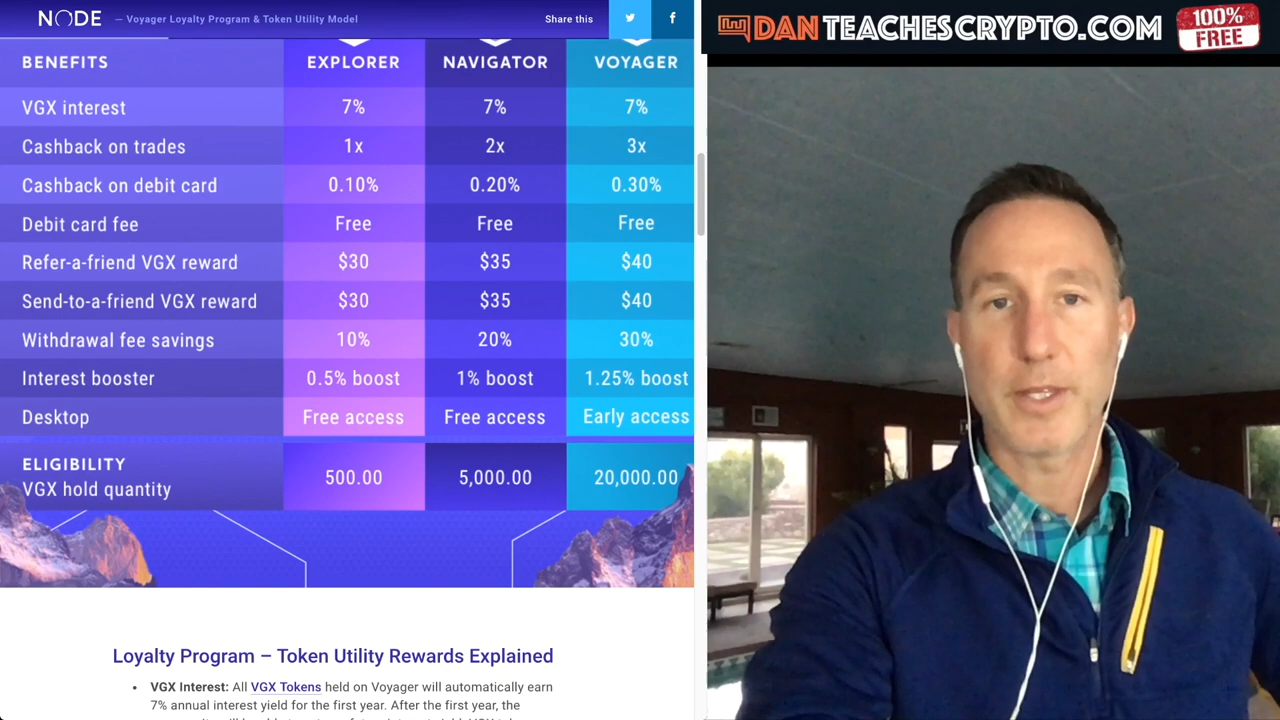 NODE — Voyager Loyalty Program & Token Utility Model Share this
DANTEACHESCRYPTO.COM 100% FREE
BENEFITS EXPLORER NAVIGATOR VOYAGER
VGX interest 7% 7% 7%
Cashback on trades 1x 2x 3x
Cashback on debit card 0.10% 0.20% 0.30%
Debit card fee Free Free Free
Refer-a-friend VGX reward $30 $35 $40
Send-to-a-friend VGX reward $30 $35 $40
Withdrawal fee savings 10% 20% 30%
Interest booster 0.5% boost 1% boost 1.25% boost
Desktop Free access Free access Early access
ELIGIBILITY
VGX hold quantity 500.00 5,000.00 20,000.00
Loyalty Program – Token Utility Rewards Explained
• VGX Interest: All VGX Tokens held on Voyager will automatically earn
7% annual interest yield for the first year. After the first year, the